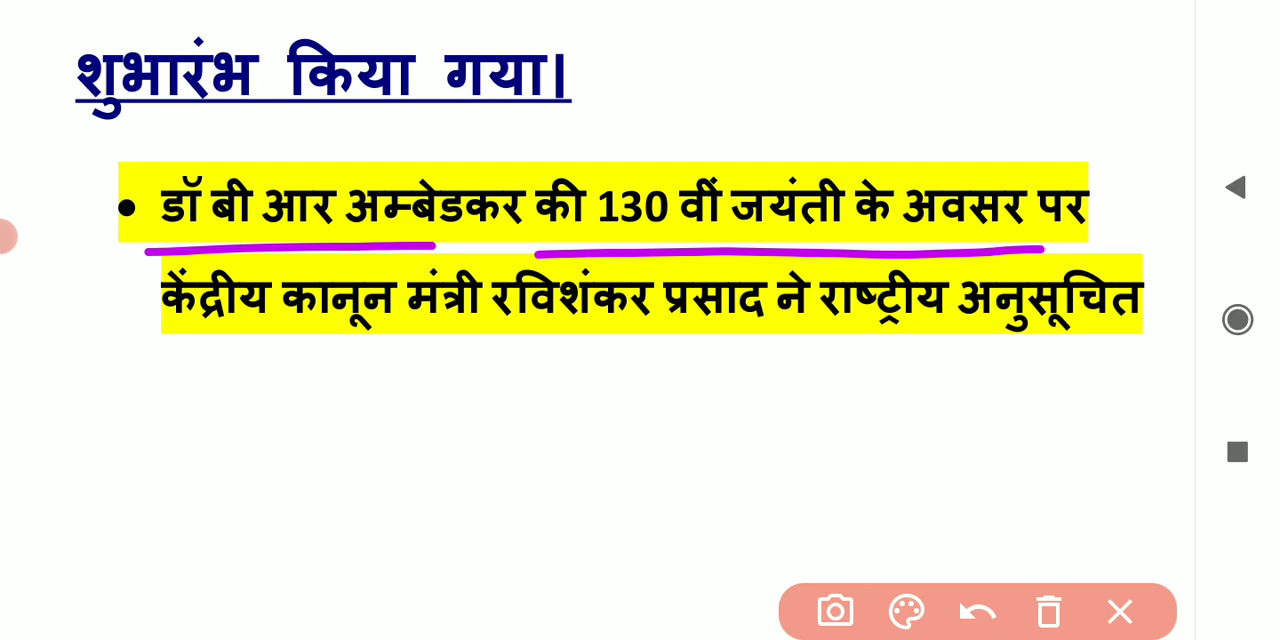 शुभारंभ किया गया।
• डॉ बी आर अम्बेडकर की 130 वीं जयंती के अवसर पर
केंद्रीय कानून मंत्री रविशंकर प्रसाद ने राष्ट्रीय अनुसूचित